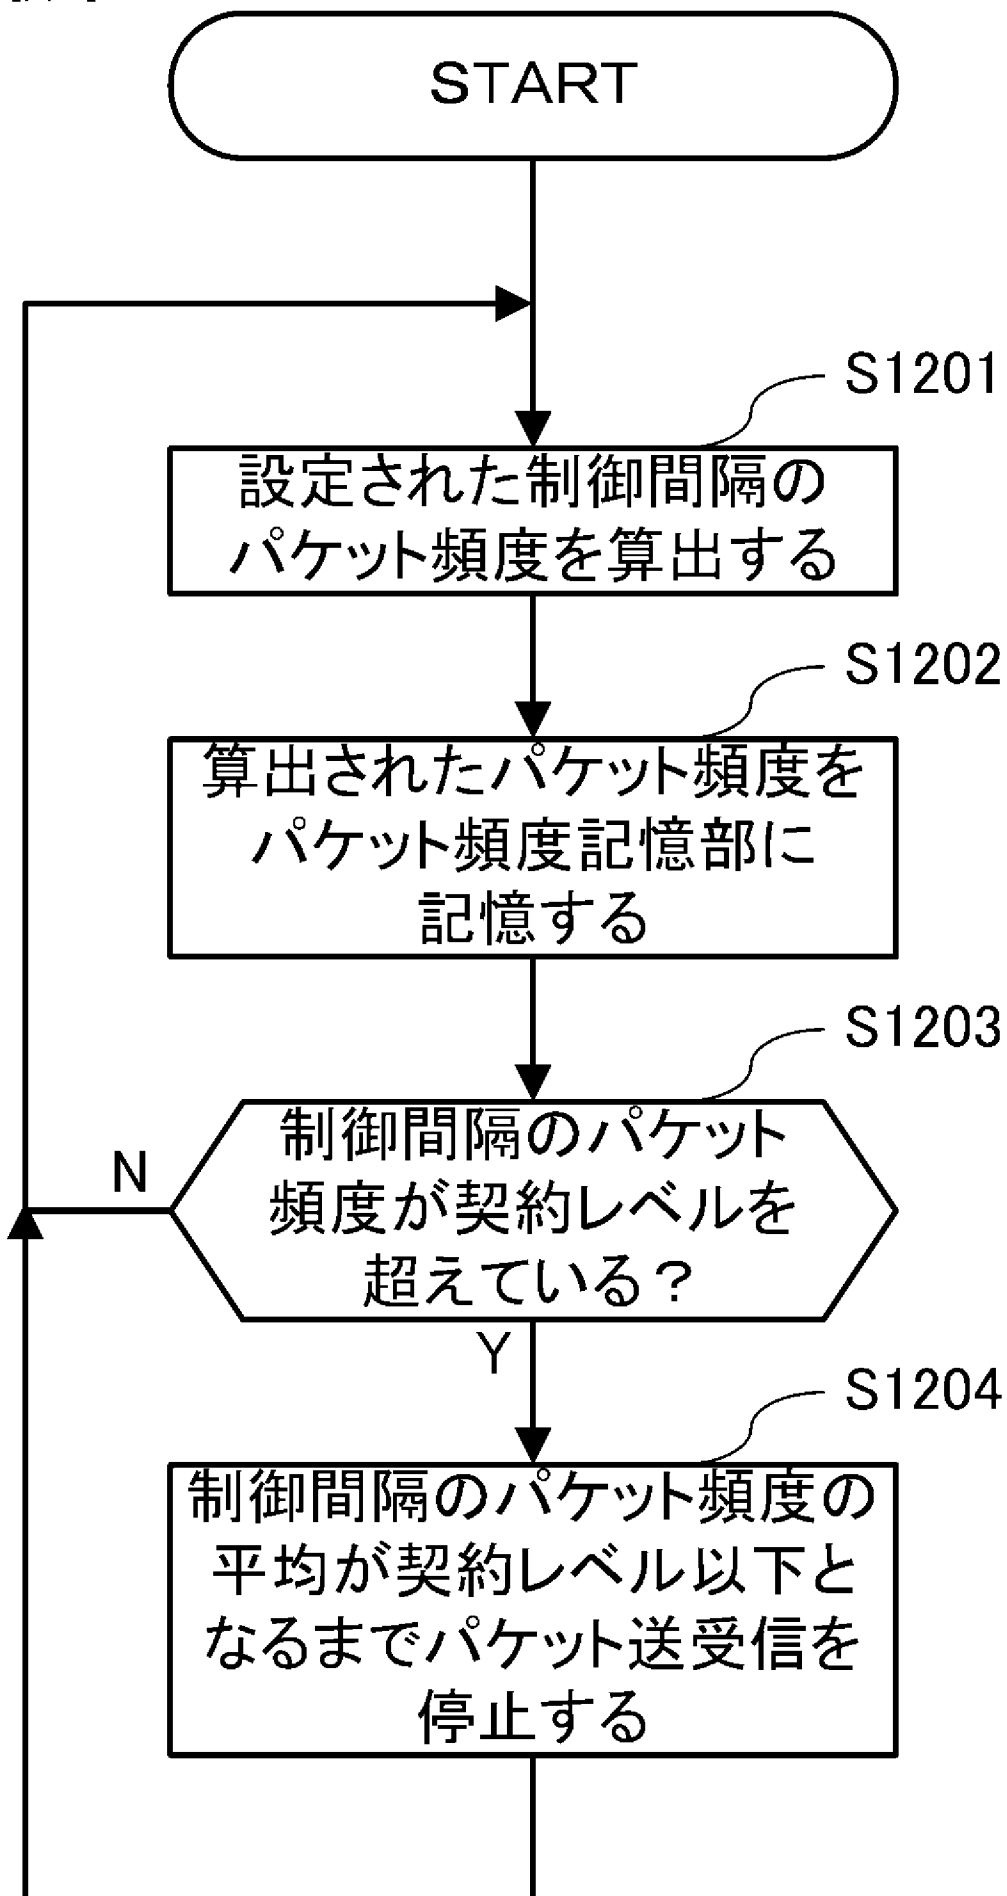 START
S1201
設定された制御間隔の
パケット頻度を算出する
S1202
算出されたパケット頻度を
パケット頻度記憶部に
記憶する
S1203
制御間隔のパケット
頻度が契約レベルを
超えている？
N
Y
S1204
制御間隔のパケット頻度の
平均が契約レベル以下と
なるまでパケット送受信を
停止する